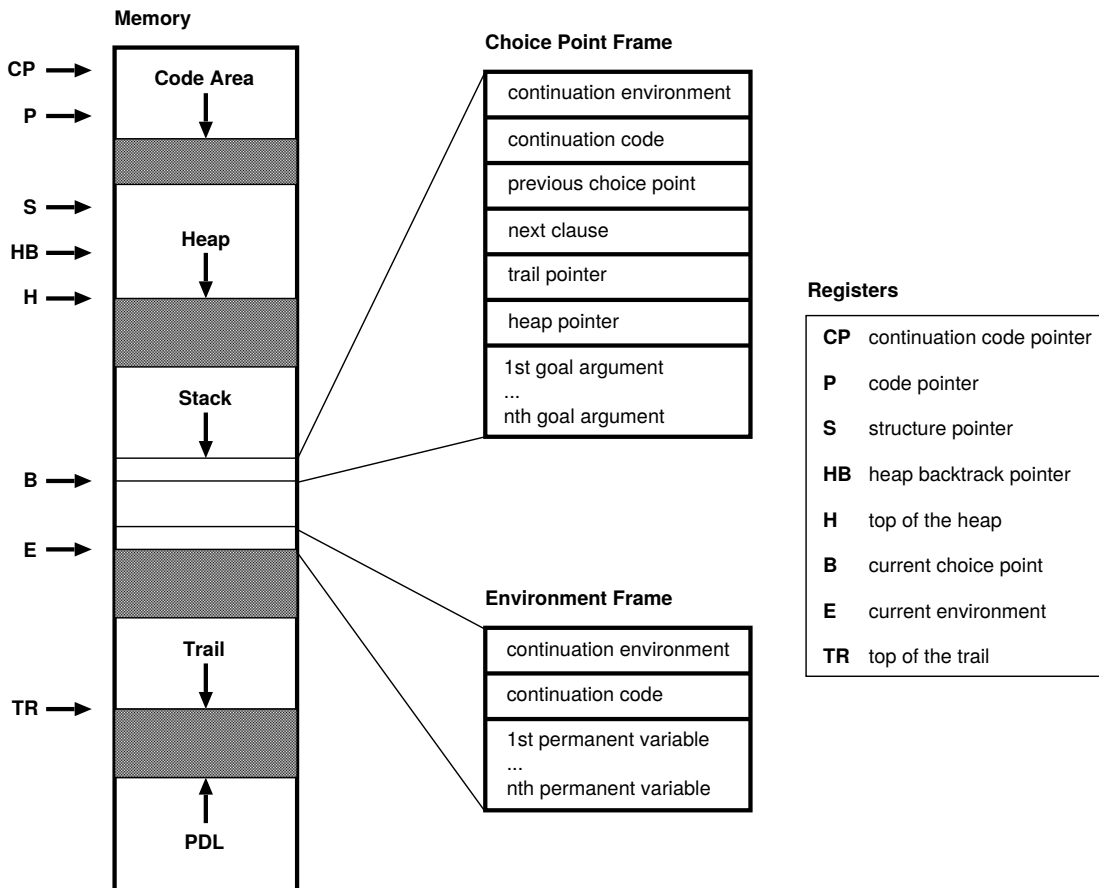 Memory
CP
Code Area
P
S
HB
Heap
H
Stack
B
E
Trail
TR
PDL
Choice Point Frame
continuation environment
continuation code
previous choice point
next clause
trail pointer
heap pointer
1st goal argument
...
nth goal argument
Environment Frame
continuation environment
continuation code
1st permanent variable
...
nth permanent variable
Registers
CP continuation code pointer
P code pointer
S structure pointer
HB heap backtrack pointer
H top of the heap
B current choice point
E current environment
TR top of the trail